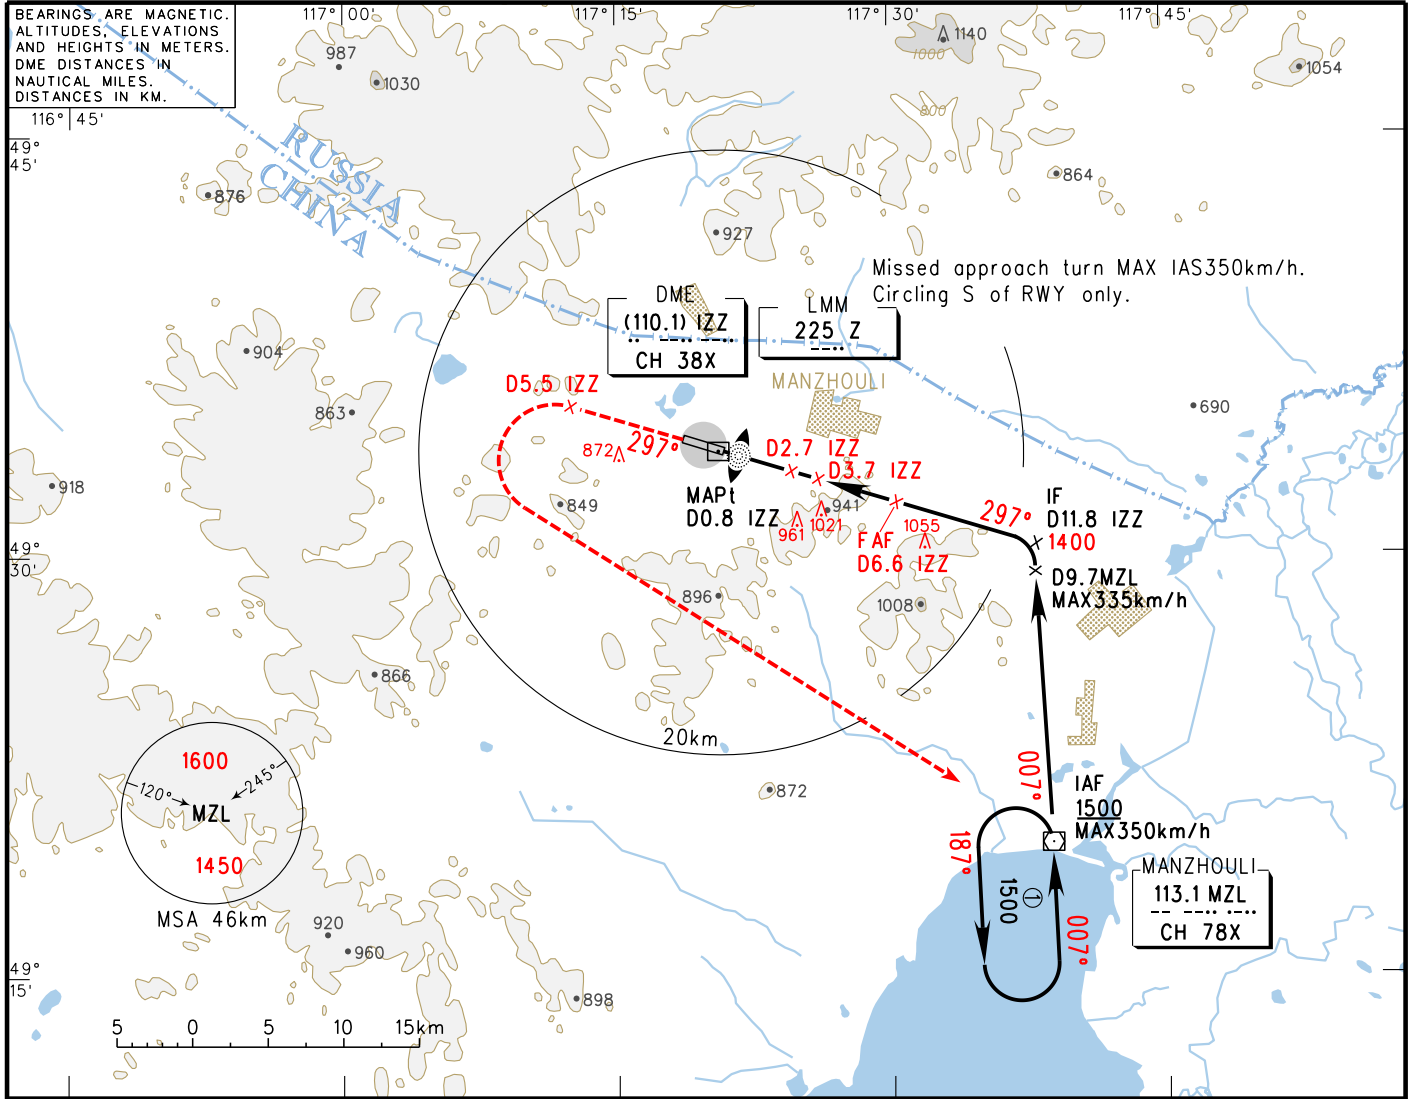 BEARINGS ARE MAGNETIC.
ALTITUDES, ELEVATIONS
AND HEIGHTS IN METERS.
DME DISTANCES IN
NAUTICAL MILES.
DISTANCES IN KM.
117° 00'
117° 15'
117° 30'
117° 45'
116° 45'
49°
45'
987
1030
1140
1000
1054
800
RUSSIA
CHINA
876
864
927
Missed approach turn MAX IAS350km/h.
Circling S of RWY only.
DME
(110.1) IZZ
CH 38X
LMM
225 Z
904
863
D5.5 IZZ
MANZHOULI
690
872
297°
D2.7 IZZ
D3.7 IZZ
918
849
MAPt
D0.8 IZZ
961
1021
941
1055
FAF
D6.6 IZZ
297°
IF
D11.8 IZZ
1400
D9.7MZL
MAX335km/h
49°
30'
896
1008
866
20km
1600
120°
245°
MZL
1450
MSA 46km
872
007°
IAF
1500
MAX350km/h
187°
1500
①
007°
MANZHOULI
113.1 MZL
CH 78X
920
960
898
49°
15'
5 0 5 10 15km